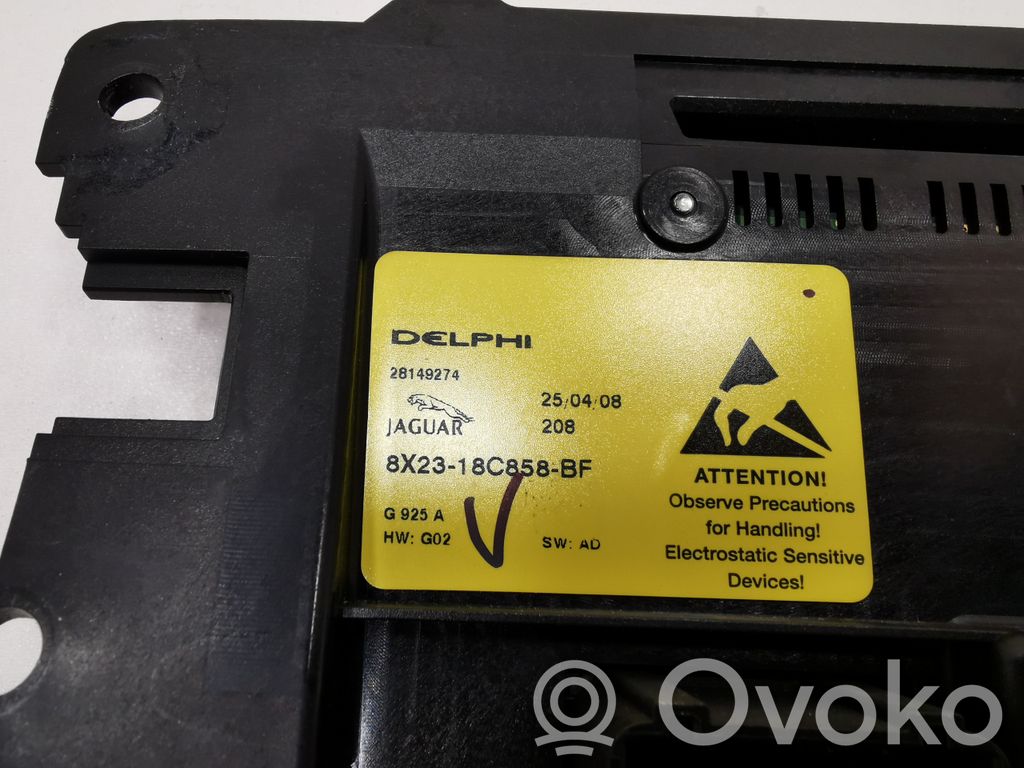 DELPHI
28149274
25/04/08
JAGUAR
208
8X23-18C858-BF
G 925 A
HW: G02
SW: AD
ATTENTION!
Observe Precautions
for Handling!
Electrostatic Sensitive
Devices!
Ovoko